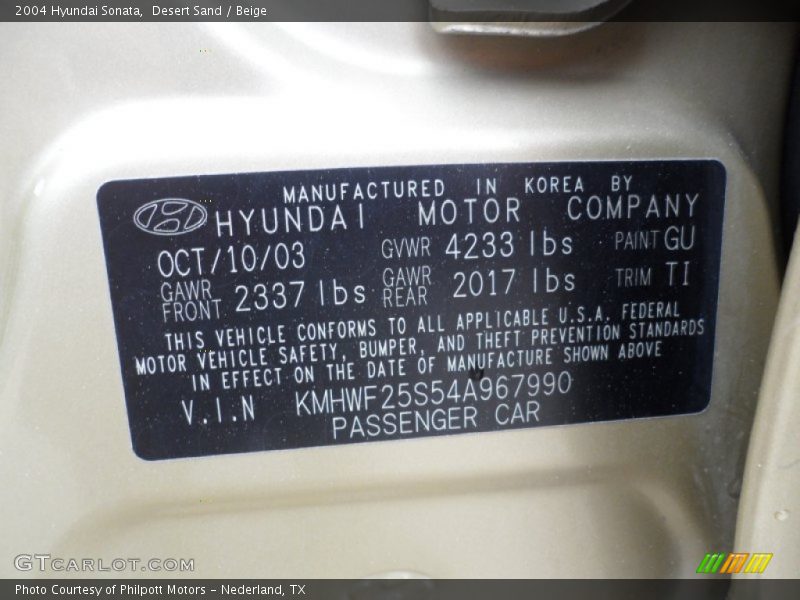 2004 Hyundai Sonata,  Desert Sand / Beige
MANUFACTURED IN KOREA BY
HYUNDAI MOTOR COMPANY
OCT/10/03 GVWR 4233 lbs PAINT GU
GAWR FRONT 2337 lbs GAWR REAR 2017 lbs TRIM TI
THIS VEHICLE CONFORMS TO ALL APPLICABLE U.S.A. FEDERAL
MOTOR VEHICLE SAFETY, BUMPER, AND THEFT PREVENTION STANDARDS
IN EFFECT ON THE DATE OF MANUFACTURE SHOWN ABOVE
V.I.N KMHWF25S54A967990
PASSENGER CAR
GTCARLOT.COM
Photo Courtesy of Philpott Motors - Nederland, TX